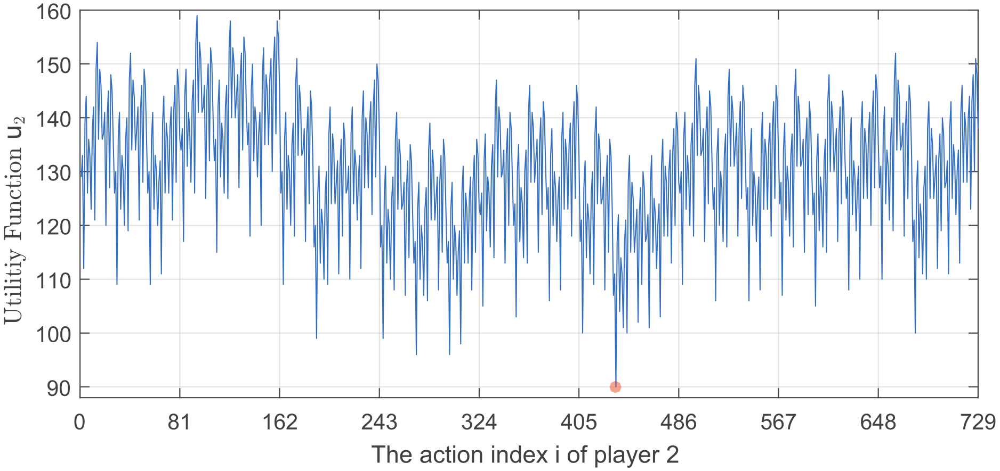 160
150
140
130
120
110
100
90
Utilitiy Function u₂
0 81 162 243 324 405 486 567 648 729
The action index i of player 2